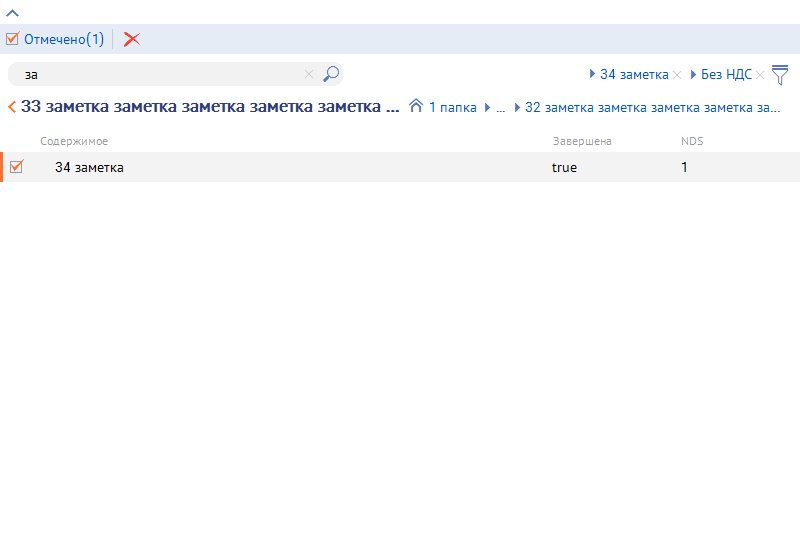 Отмечено(1)
за 34 заметка Без НДС
33 заметка заметка заметка заметка заметка ... 1 папка ... 32 заметка заметка заметка заметка за...
Содержимое Завершена NDS
34 заметка true 1